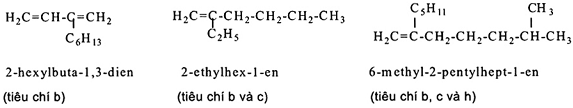 C₅H₁₁ CH₃
H₂C=CH-C=CH₂ H₂C=C-CH₂-CH₂-CH₂-CH₃ H₂C=C-CH₂-CH₂-CH₂-CH-CH₃
C₆H₁₃ C₂H₅
2-hexylbuta-1,3-dien 2-ethylhex-1-en 6-methyl-2-pentylhept-1-en
(tiêu chí b) (tiêu chí b và c) (tiêu chí b, c và h)